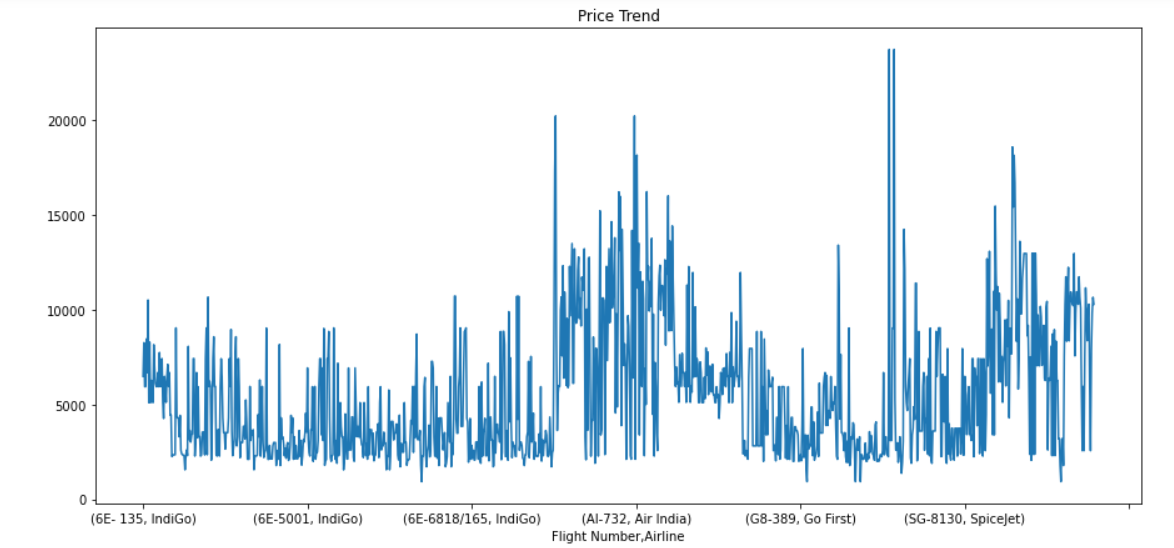 Price Trend
20000
15000
10000
5000
0
(6E- 135, IndiGo) (6E-5001, IndiGo) (6E-6818/165, IndiGo) (AI-732, Air India) (G8-389, Go First) (SG-8130, SpiceJet)
Flight Number,Airline